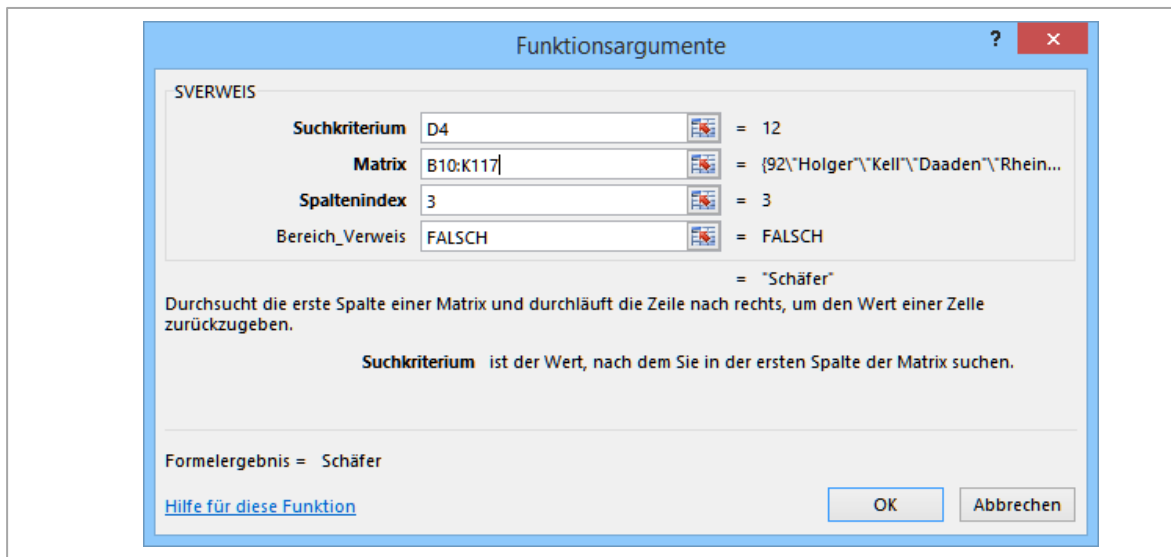 Funktionsargumente ? ×
SVERWEIS
Suchkriterium D4 = 12
Matrix B10:K117 = {92\"Holger"\"Kell"\"Daaden"\"Rhein...
Spaltenindex 3 = 3
Bereich_Verweis FALSCH = FALSCH
= "Schäfer"
Durchsucht die erste Spalte einer Matrix und durchläuft die Zeile nach rechts, um den Wert einer Zelle
zurückzugeben.
Suchkriterium ist der Wert, nach dem Sie in der ersten Spalte der Matrix suchen.
Formelergebnis = Schäfer
Hilfe für diese Funktion OK Abbrechen